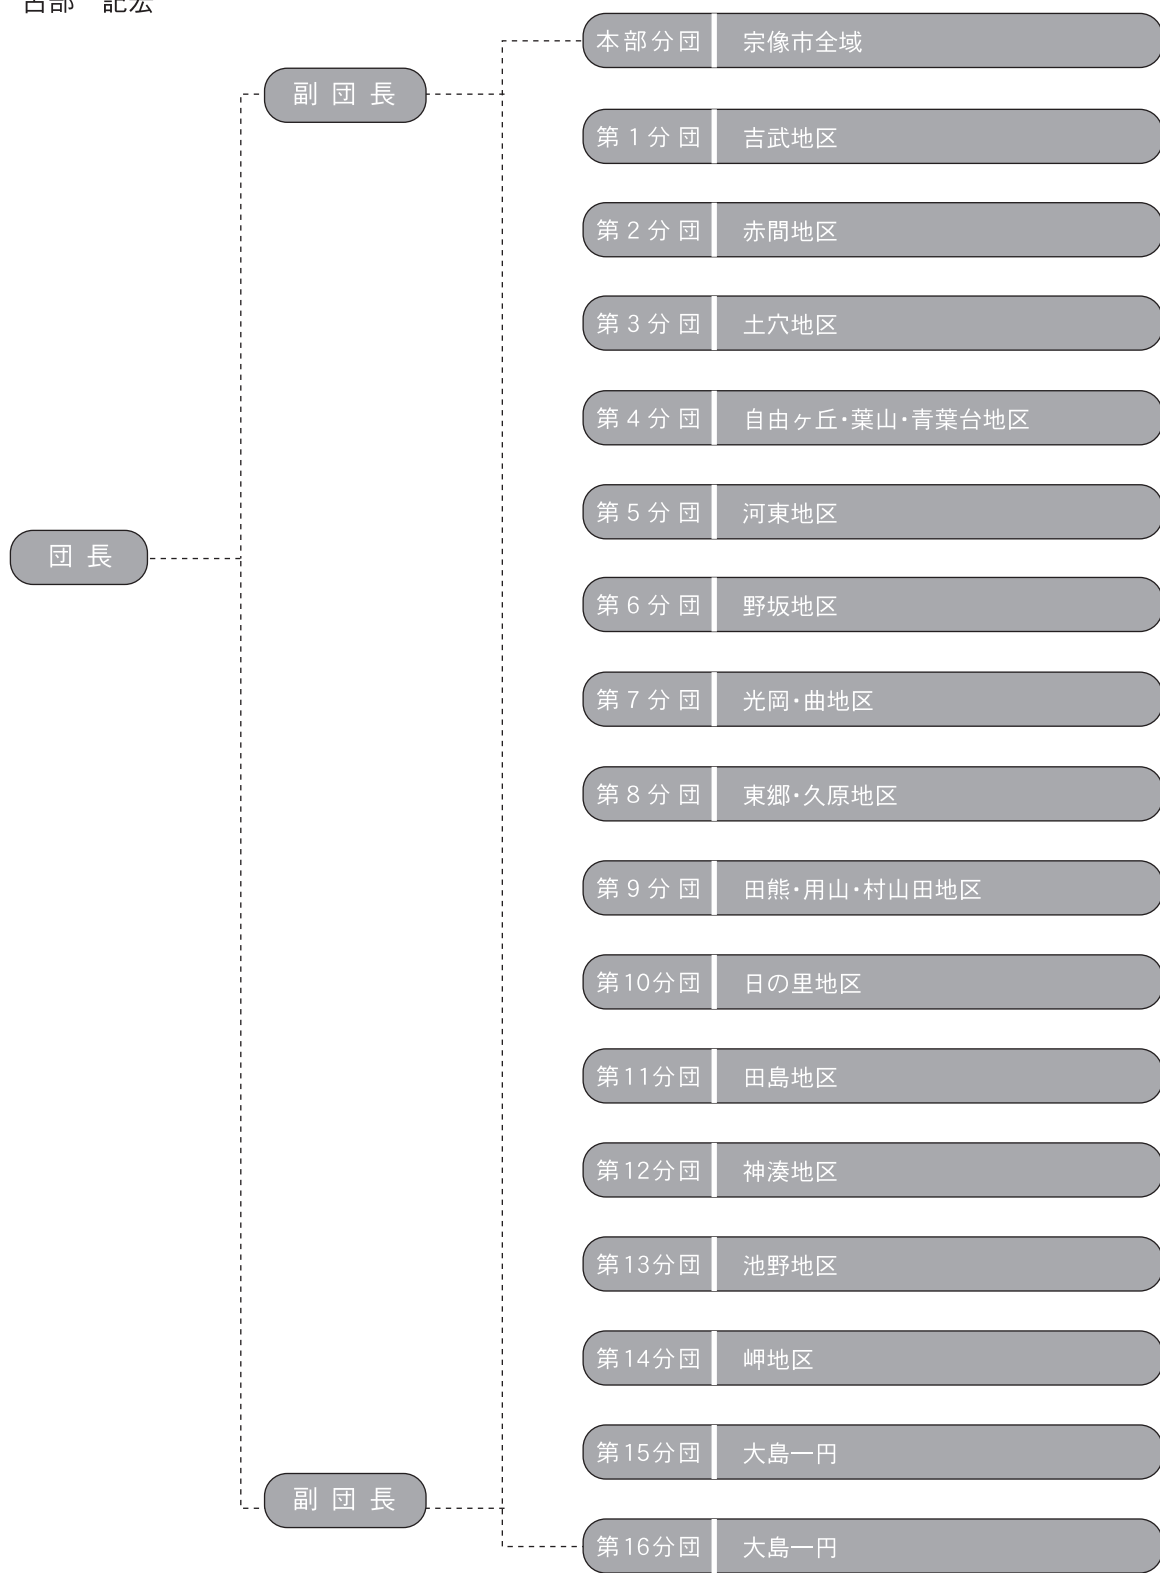 副団長
団長
副団長
本部分団 宗像市全域
第1分団 吉武地区
第2分団 赤間地区
第3分団 土穴地区
第4分団 自由ヶ丘・葉山・青葉台地区
第5分団 河東地区
第6分団 野坂地区
第7分団 光岡・曲地区
第8分団 東郷・久原地区
第9分団 田熊・用山・村山田地区
第10分団 日の里地区
第11分団 田島地区
第12分団 神湊地区
第13分団 池野地区
第14分団 岬地区
第15分団 大島一円
第16分団 大島一円